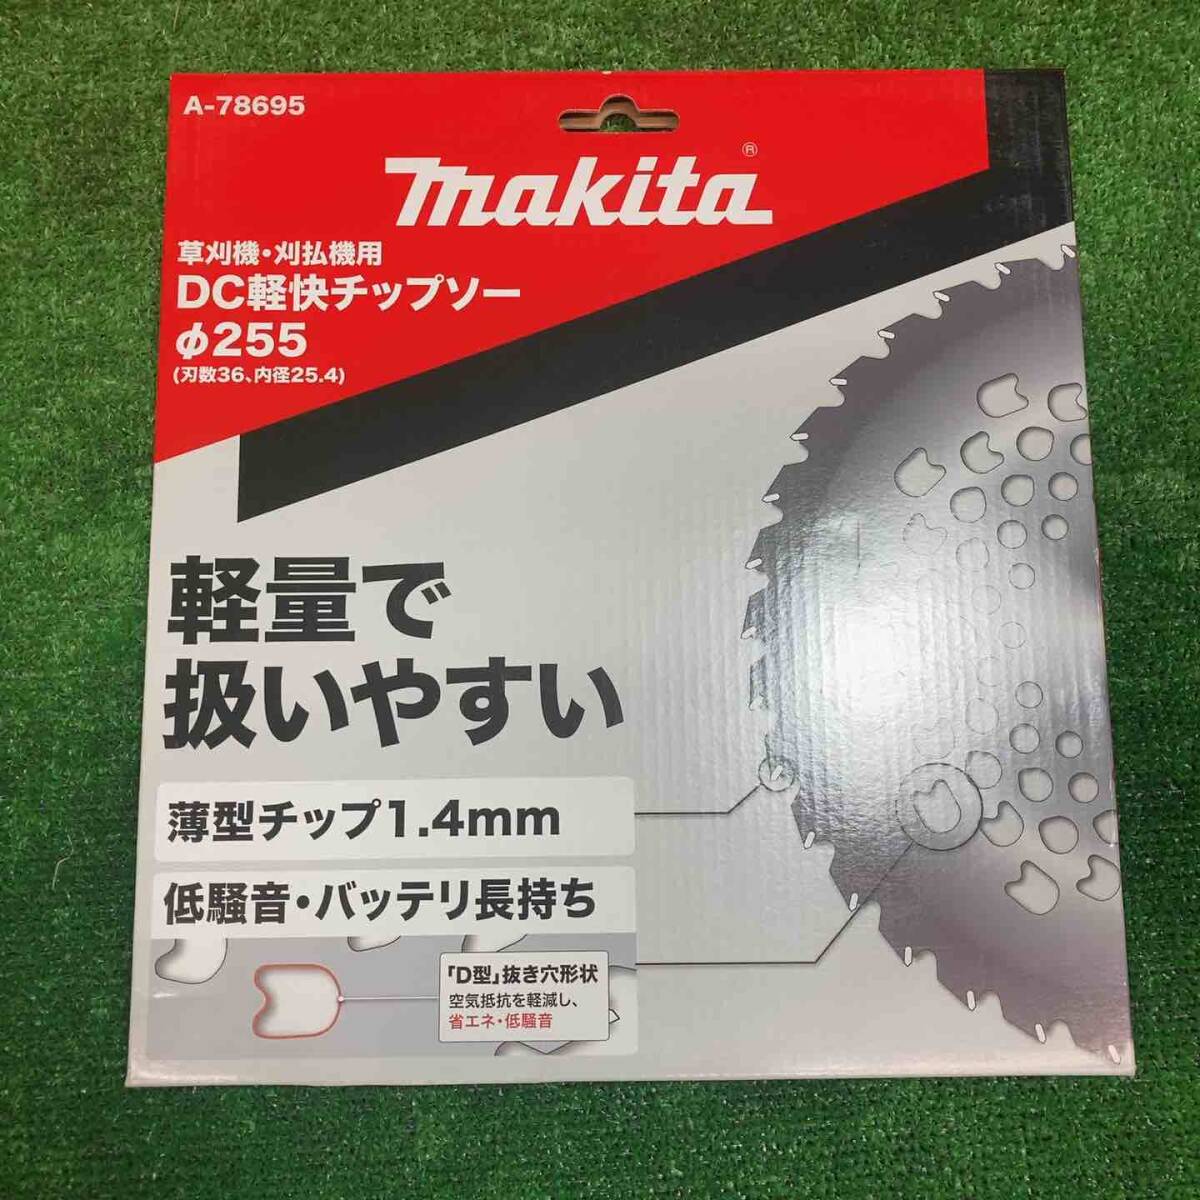 A-78695
makita®
草刈機・刈払機用
DC軽快チップソー
φ255
(刃数36、内径25.4)
軽量で
扱いやすい
薄型チップ1.4mm
低騒音・バッテリ長持ち
「D型」抜き穴形状
空気抵抗を軽減し、
省エネ・低騒音